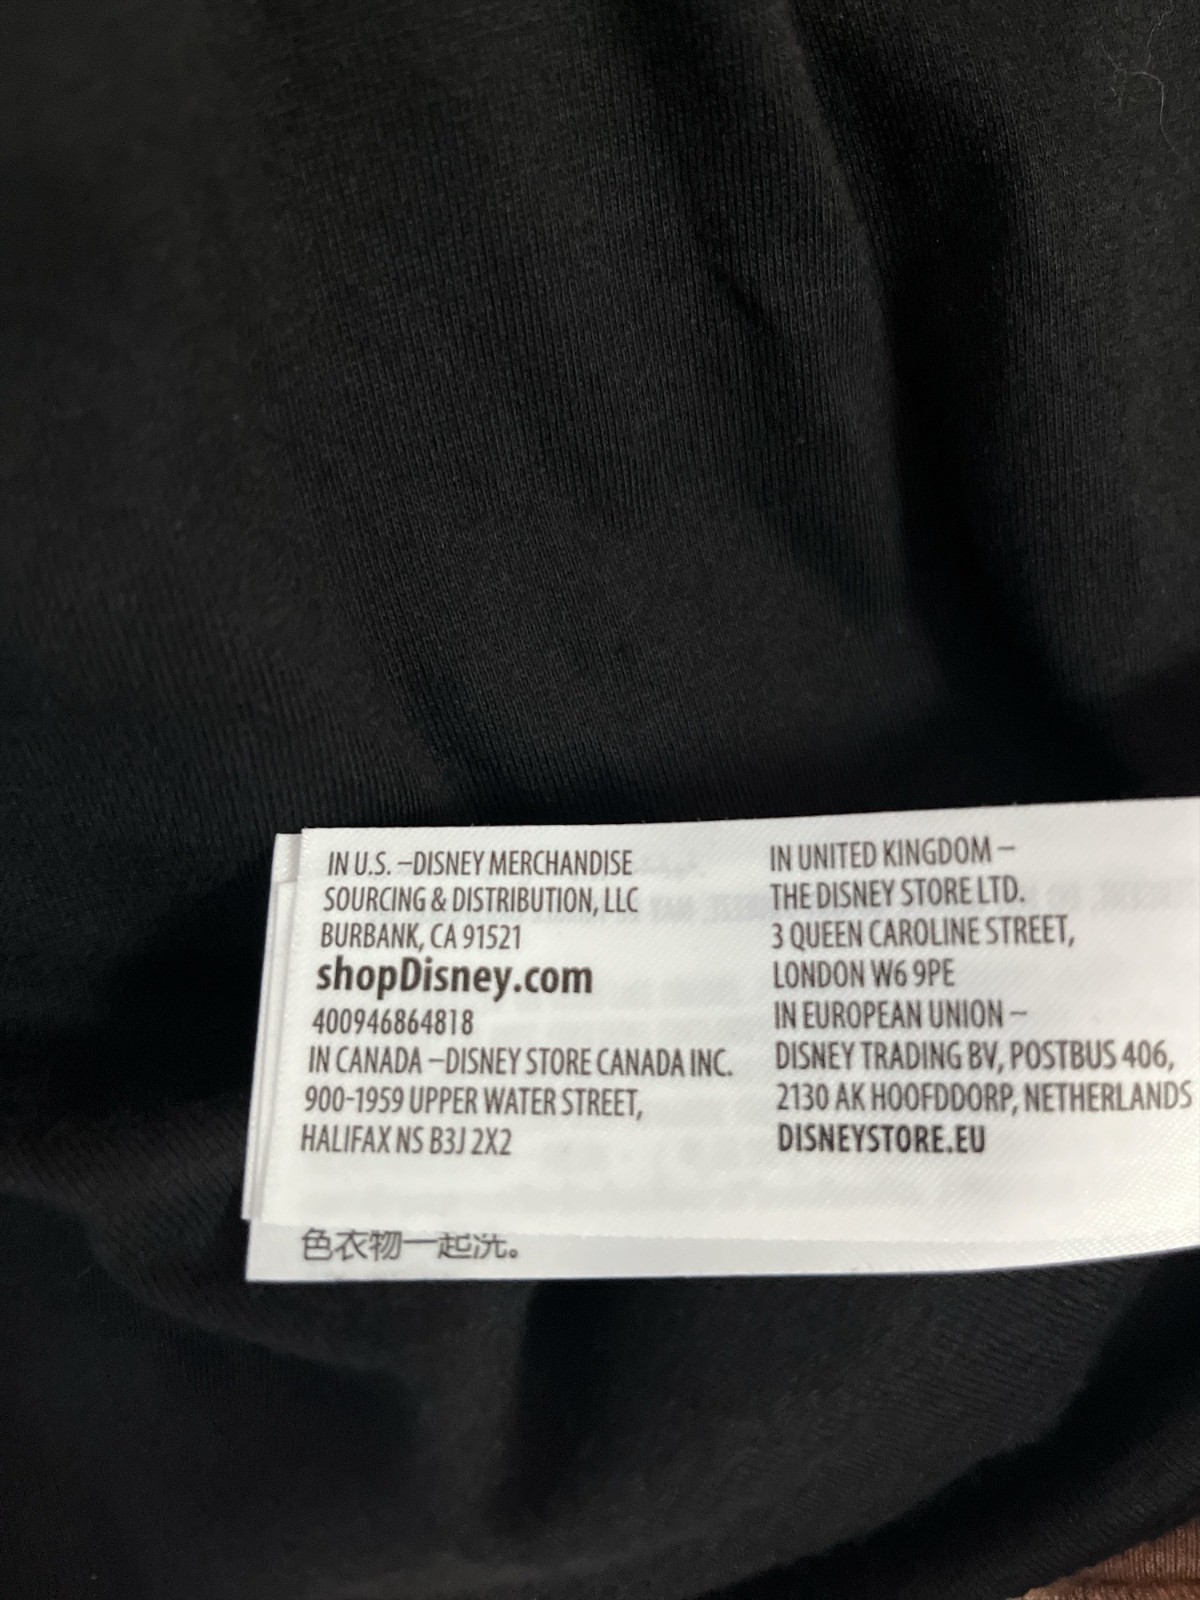 IN U.S. –DISNEY MERCHANDISE
SOURCING & DISTRIBUTION, LLC
BURBANK, CA 91521
shopDisney.com
400946864818
IN CANADA –DISNEY STORE CANADA INC.
900-1959 UPPER WATER STREET,
HALIFAX NS B3J 2X2
IN UNITED KINGDOM –
THE DISNEY STORE LTD.
3 QUEEN CAROLINE STREET,
LONDON W6 9PE
IN EUROPEAN UNION –
DISNEY TRADING BV, POSTBUS 406,
2130 AK HOOFDDORP, NETHERLANDS
DISNEYSTORE.EU
色衣物一起洗。